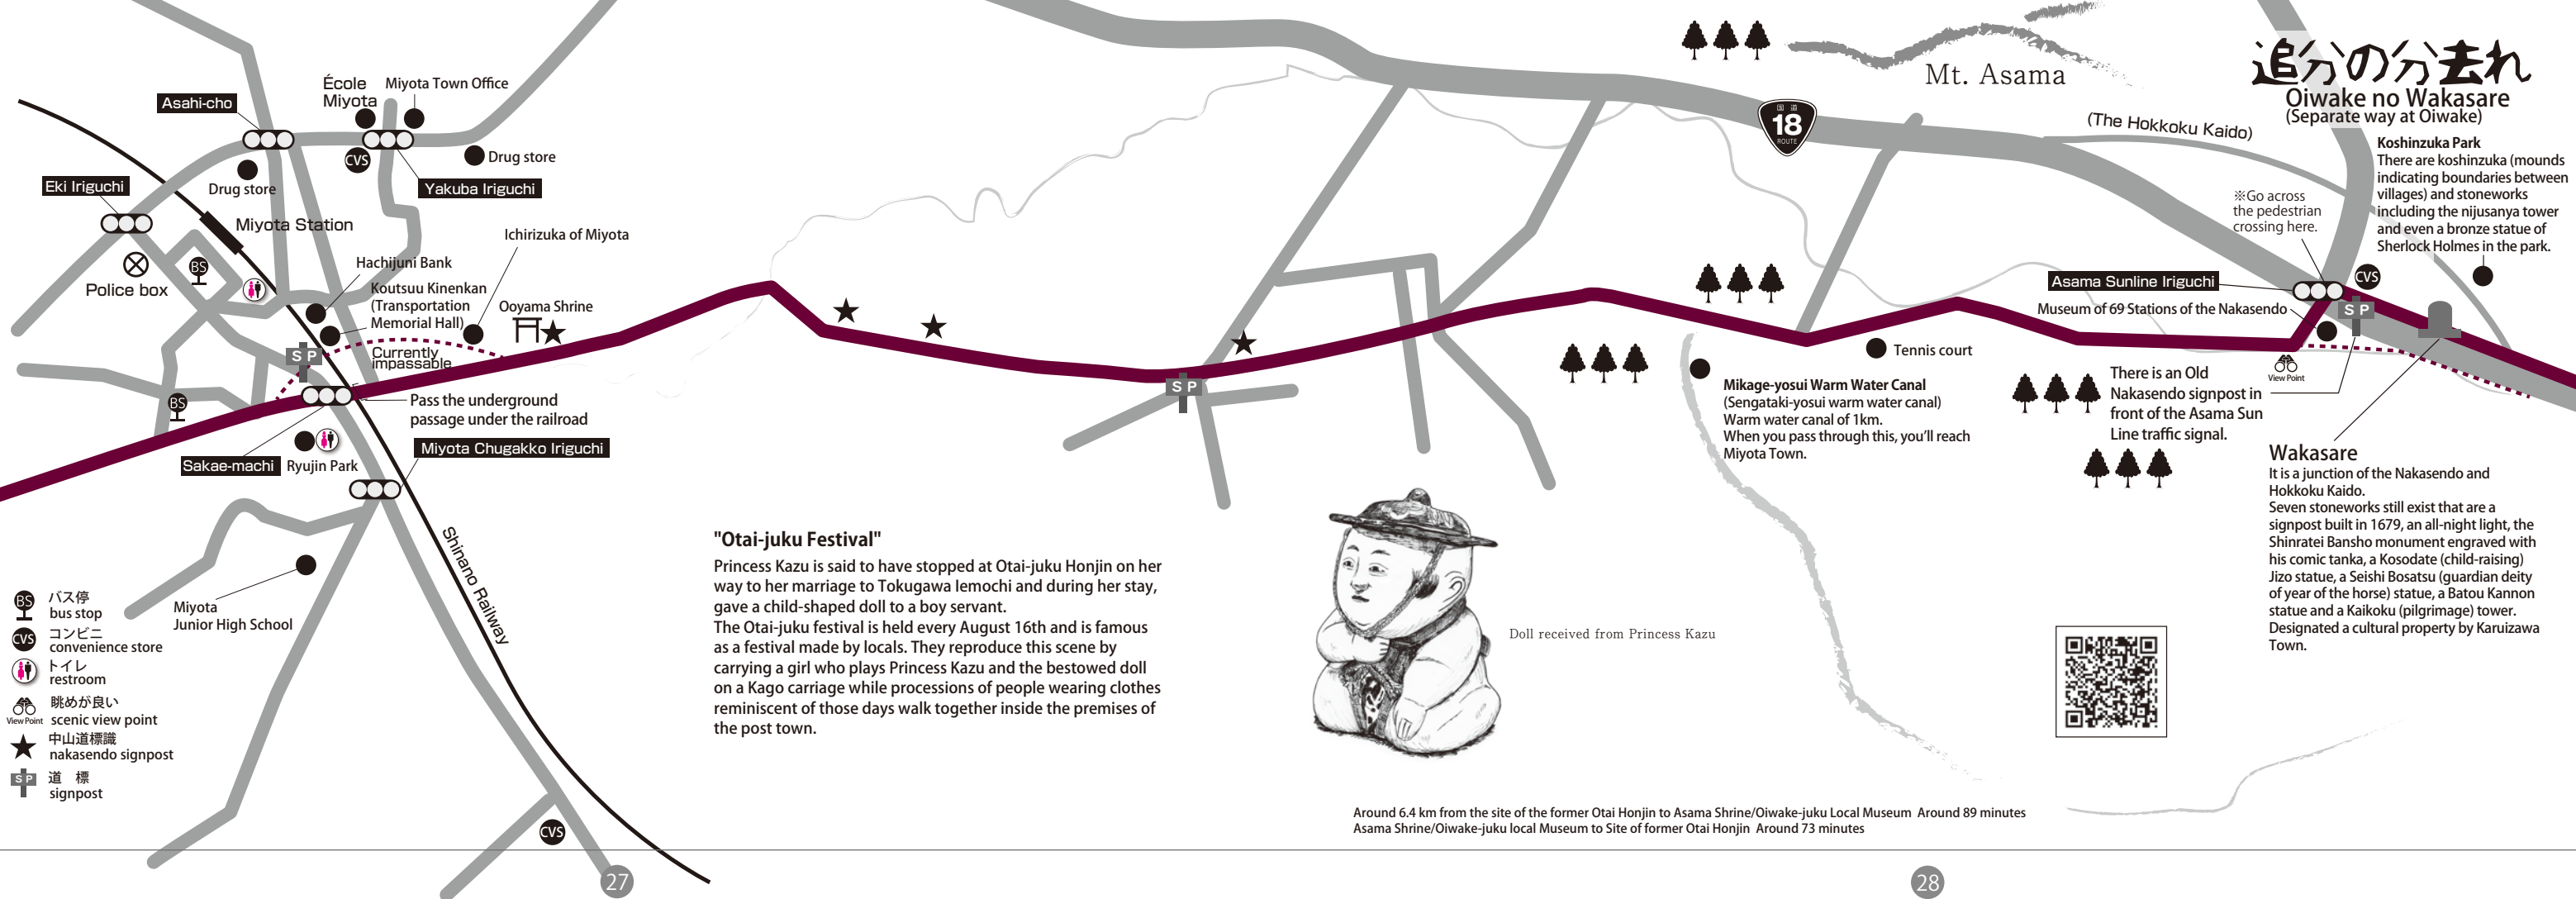 Asahi-cho
École
Miyota
Miyota Town Office
CVS
Drug store
Drug store
Eki Iriguchi
Yakuba Iriguchi
Miyota Station
Police box
BS
Hachijuni Bank
Koutsuu Kinenkan
(Transportation
Memorial Hall)
Ichirizuka of Miyota
Ooyama Shrine
S P
Currently
impassable
BS
Pass the underground
passage under the railroad
Sakae-machi
Ryujin Park
Miyota Chugakko Iriguchi
Shinano Railway
Miyota
Junior High School
CVS
BS
バス停
bus stop
CVS
コンビニ
convenience store
トイレ
restroom
View Point
眺めが良い
scenic view point
中山道標識
nakasendo signpost
S P
道 標
signpost
"Otai-juku Festival"
Princess Kazu is said to have stopped at Otai-juku Honjin on her
way to her marriage to Tokugawa Iemochi and during her stay,
gave a child-shaped doll to a boy servant.
The Otai-juku festival is held every August 16th and is famous
as a festival made by locals. They reproduce this scene by
carrying a girl who plays Princess Kazu and the bestowed doll
on a Kago carriage while processions of people wearing clothes
reminiscent of those days walk together inside the premises of
the post town.
27
S P
Doll received from Princess Kazu
Mt. Asama
国道
18
ROUTE
(The Hokkoku Kaido)
追分の分去れ
Oiwake no Wakasare
(Separate way at Oiwake)
Koshinzuka Park
There are koshinzuka (mounds
indicating boundaries between
villages) and stoneworks
including the nijusanya tower
and even a bronze statue of
Sherlock Holmes in the park.
※Go across
the pedestrian
crossing here.
Asama Sunline Iriguchi
CVS
Museum of 69 Stations of the Nakasendo
S P
Tennis court
View Point
Mikage-yosui Warm Water Canal
(Sengataki-yosui warm water canal)
Warm water canal of 1km.
When you pass through this, you'll reach
Miyota Town.
There is an Old
Nakasendo signpost in
front of the Asama Sun
Line traffic signal.
Wakasare
It is a junction of the Nakasendo and
Hokkoku Kaido.
Seven stoneworks still exist that are a
signpost built in 1679, an all-night light, the
Shinratei Bansho monument engraved with
his comic tanka, a Kosodate (child-raising)
Jizo statue, a Seishi Bosatsu (guardian deity
of year of the horse) statue, a Batou Kannon
statue and a Kaikoku (pilgrimage) tower.
Designated a cultural property by Karuizawa
Town.
Around 6.4 km from the site of the former Otai Honjin to Asama Shrine/Oiwake-juku Local Museum Around 89 minutes
Asama Shrine/Oiwake-juku local Museum to Site of former Otai Honjin Around 73 minutes
28